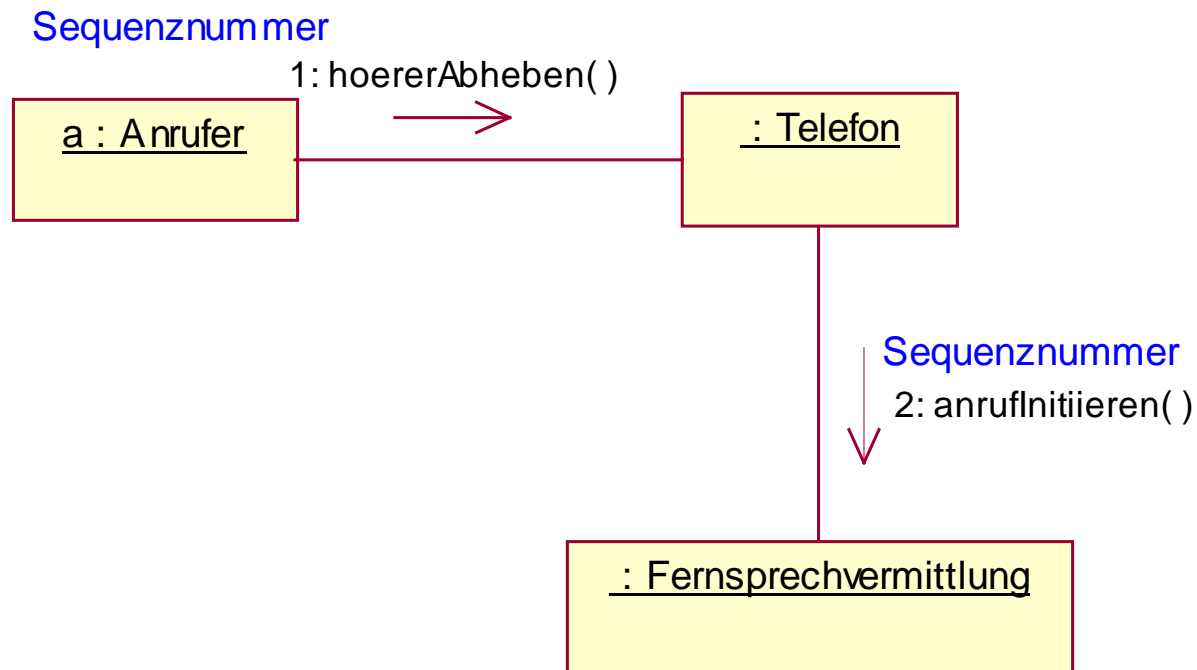 Sequenznummer
1: hoererAbheben( )
a : Anrufer
: Telefon
Sequenznummer
2: anrufInitiieren( )
: Fernsprechvermittlung